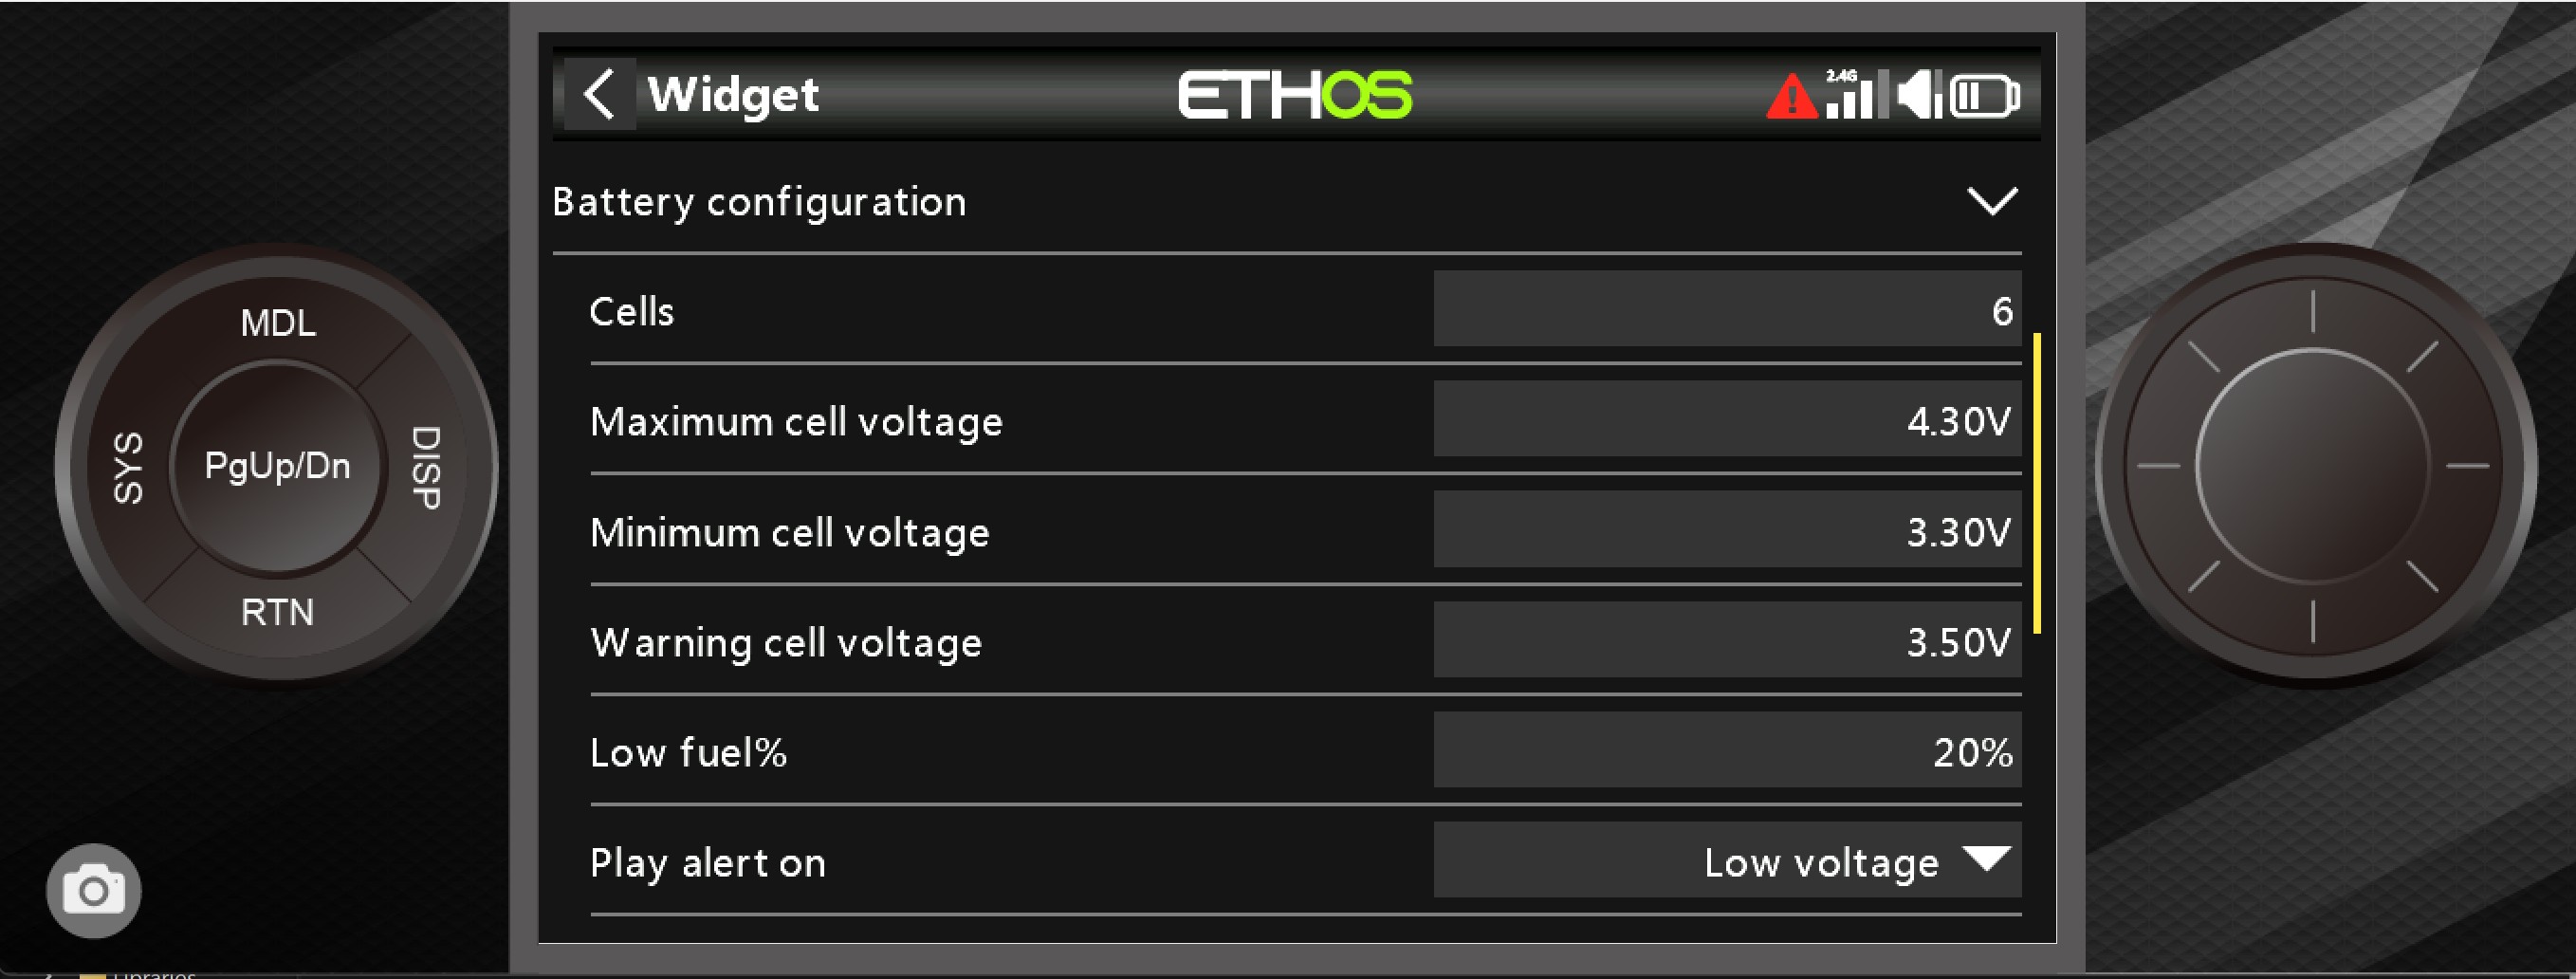 Widget
ETHOS
2.4G
Battery configuration
Cells 6
Maximum cell voltage 4.30V
Minimum cell voltage 3.30V
Warning cell voltage 3.50V
Low fuel% 20%
Play alert on Low voltage
MDL
SYS
PgUp/Dn
DISP
RTN